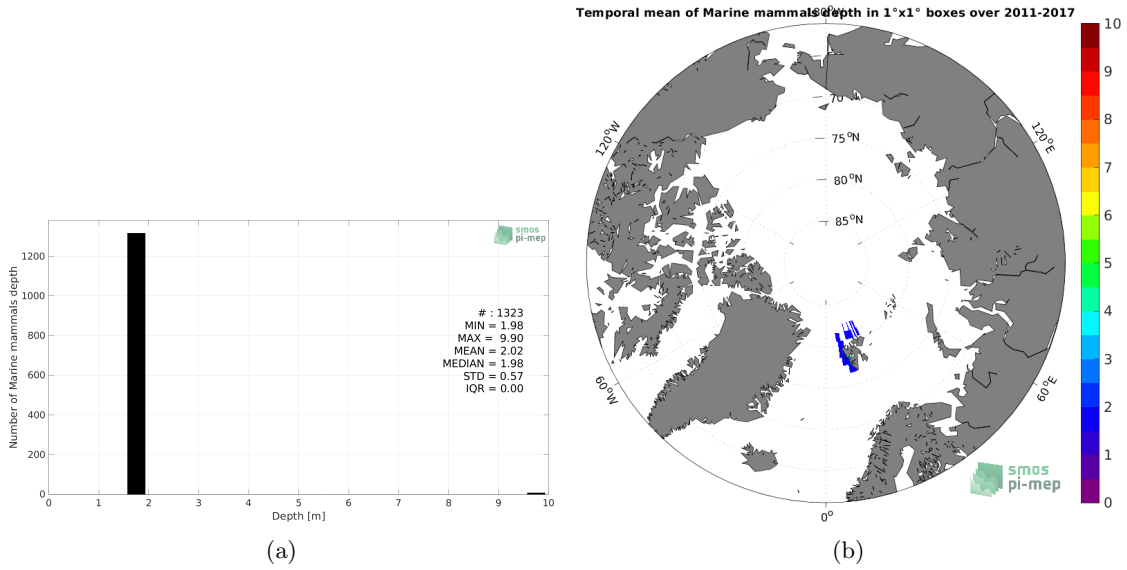 Number of Marine mammals depth
1200
1000
800
600
400
200
0
smos
pi-mep
# : 1323
MIN = 1.98
MAX = 9.90
MEAN = 2.02
MEDIAN = 1.98
STD = 0.57
IQR = 0.00
0 1 2 3 4 5 6 7 8 9 10
Depth [m]
(a)
Temporal mean of Marine mammals depth in 1°x1° boxes over 2011-2017
180°W
120°W
120°E
75°N
80°N
85°N
60°W
60°E
0°
smos
pi-mep
10
9
8
7
6
5
4
3
2
1
0
(b)